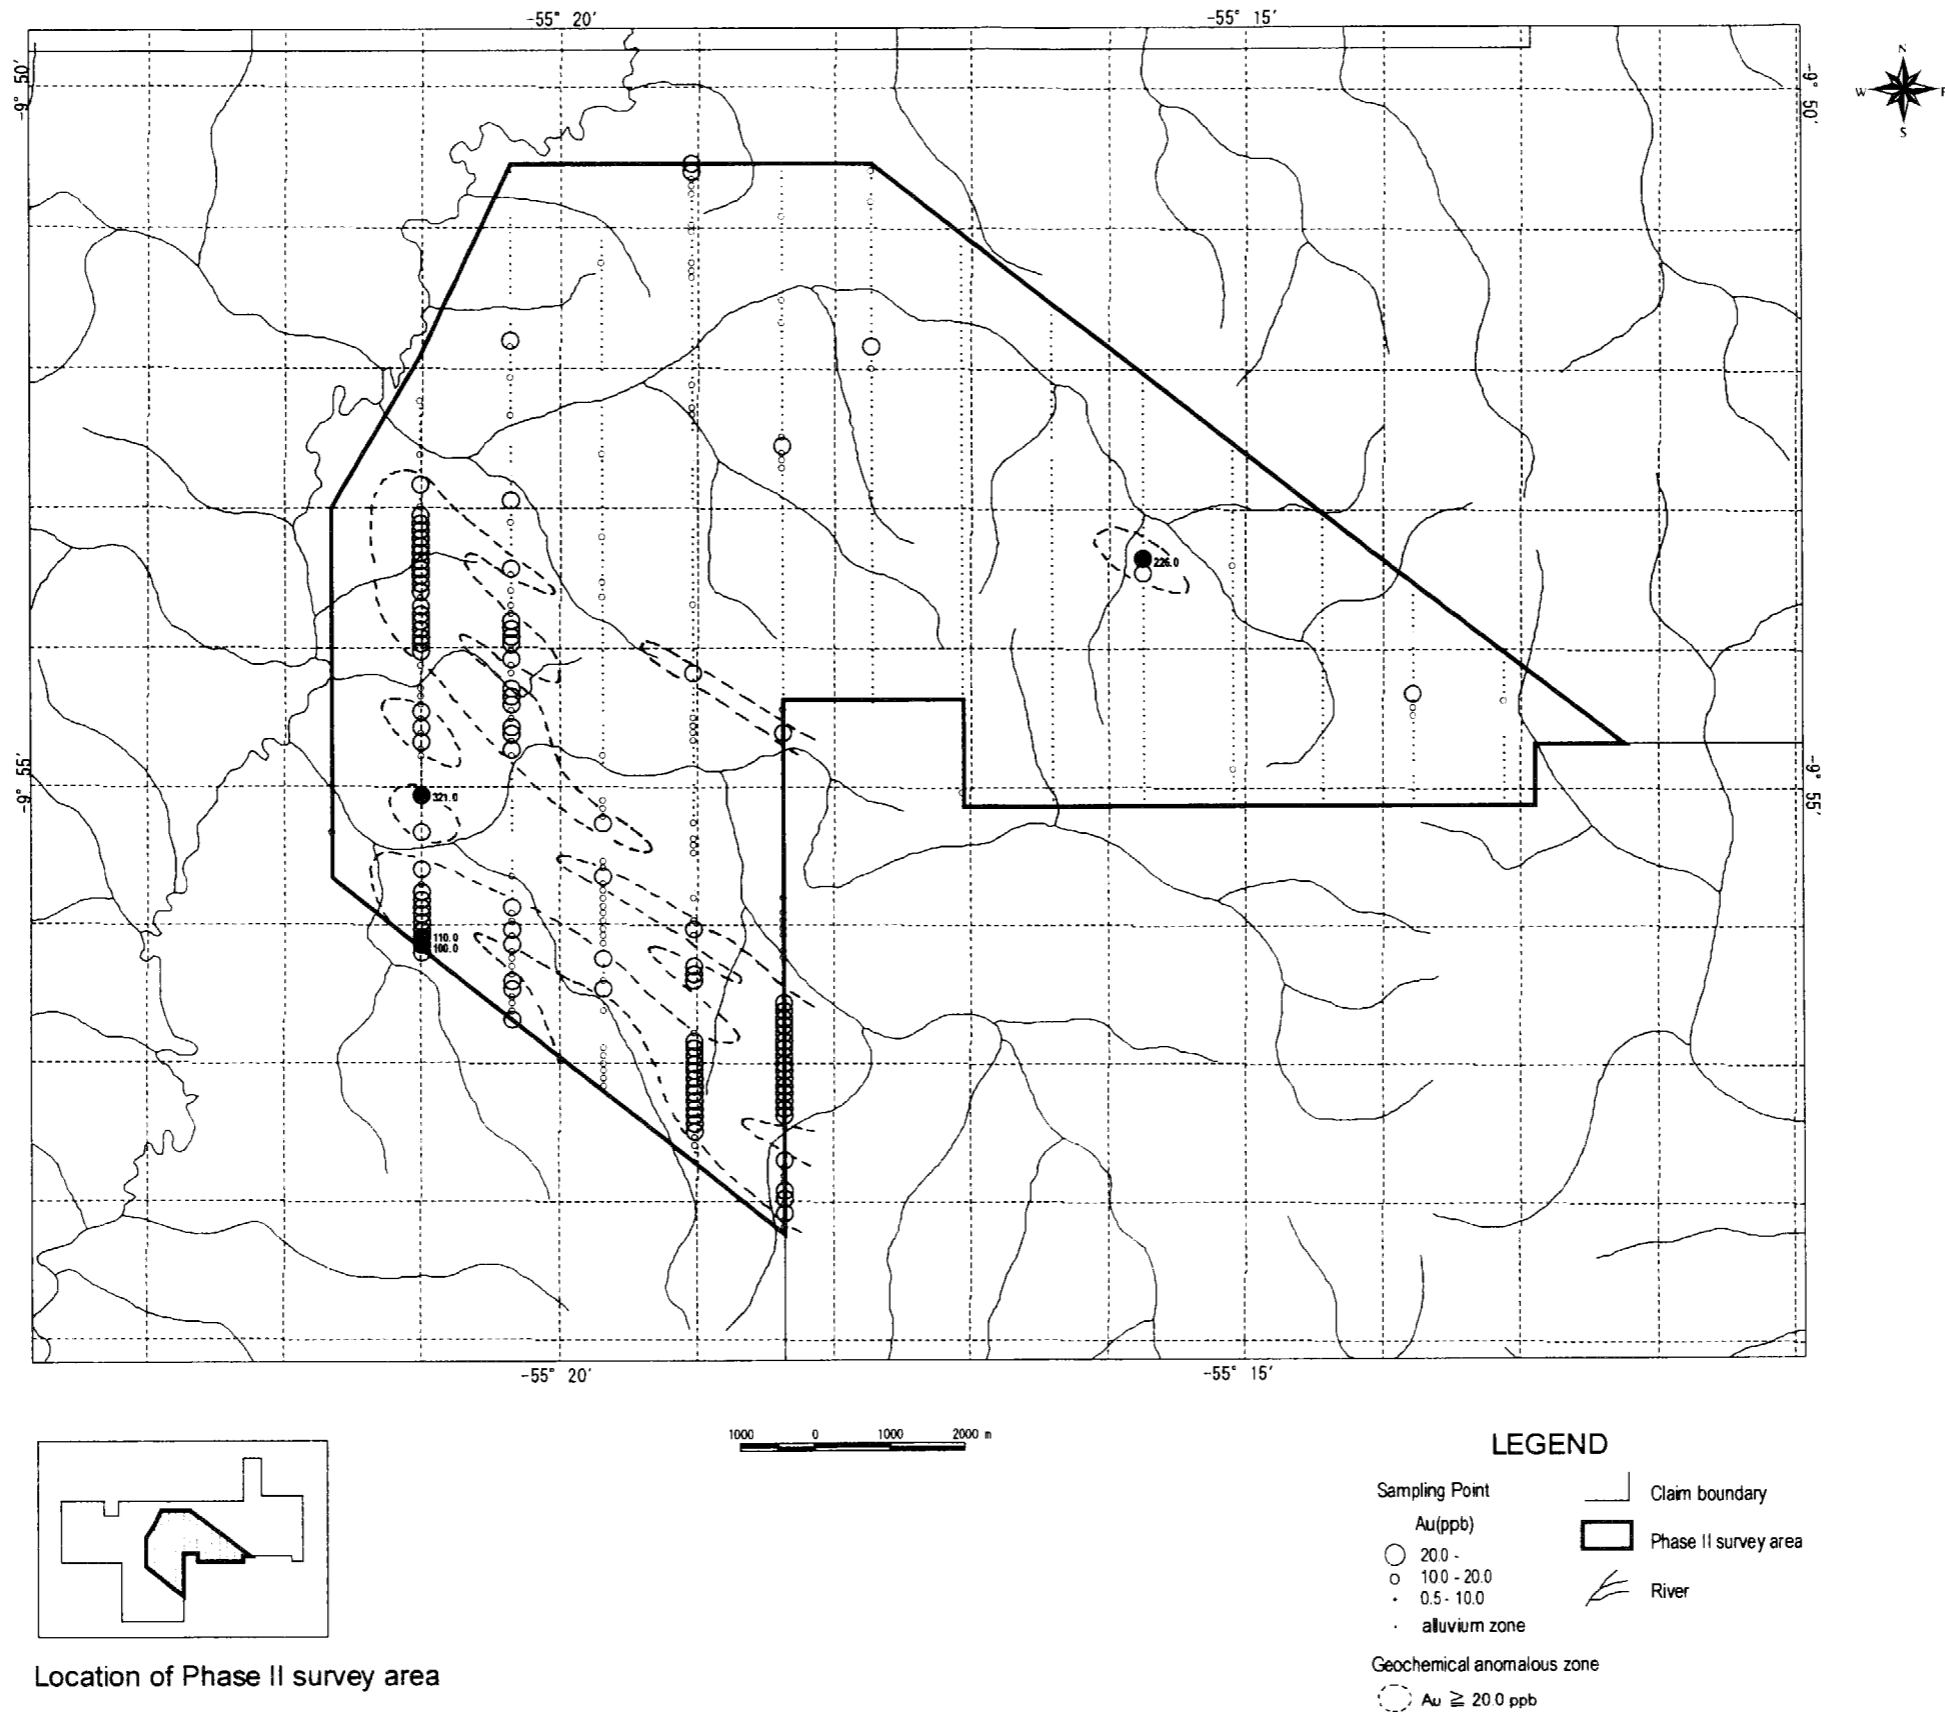 -55° 20′
-55° 15′
-9° 50′
-9° 50′
N
W
E
S
226.0
321.0
110.0
100.0
-9° 55′
-9° 55′
-55° 20′
-55° 15′
1000 0 1000 2000 m
LEGEND
Sampling Point
Au(ppb)
20.0 -
10.0 - 20.0
0.5 - 10.0
alluvium zone
Geochemical anomalous zone
Au ≧ 20.0 ppb
Claim boundary
Phase II survey area
River
Location of Phase II survey area